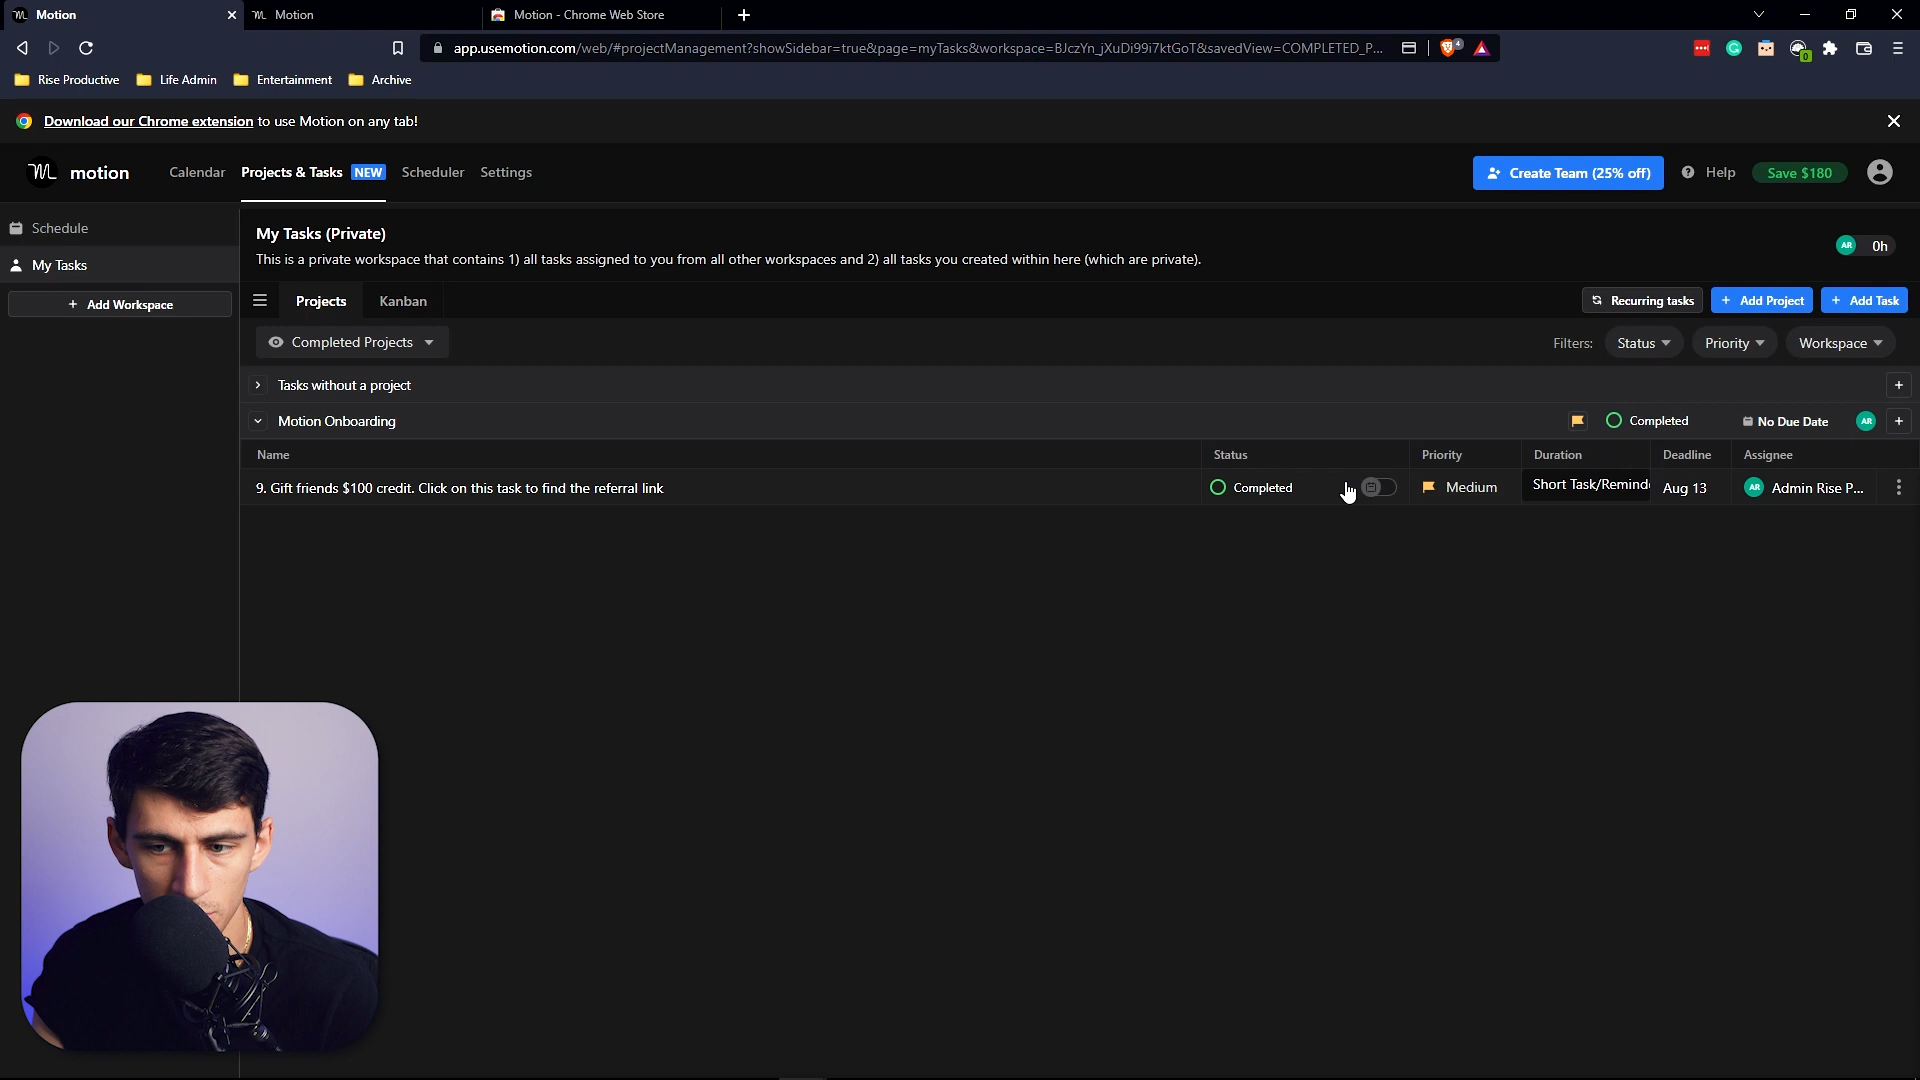 Motion
Motion
Motion - Chrome Web Store
app.usemotion.com/web/#projectManagement?showSidebar=true&page=myTasks&workspace=BJczYn_jXuDi99i7ktGoT&savedView=COMPLETED_P...
4
0
Rise Productive
Life Admin
Entertainment
Archive
Download our Chrome extension to use Motion on any tab!
motion
Calendar
Projects & Tasks NEW
Scheduler
Settings
Create Team (25% off)
Help
Save $180
Schedule
My Tasks
+ Add Workspace
My Tasks (Private)
This is a private workspace that contains 1) all tasks assigned to you from all other workspaces and 2) all tasks you created within here (which are private).
AR 0h
Projects
Kanban
Recurring tasks
+ Add Project
+ Add Task
Completed Projects
Filters:
Status
Priority
Workspace
Tasks without a project
Motion Onboarding
Completed
No Due Date
AR
Name
Status
Priority
Duration
Deadline
Assignee
9. Gift friends $100 credit. Click on this task to find the referral link
Completed
Medium
Short Task/Remind
Aug 13
AR Admin Rise P...